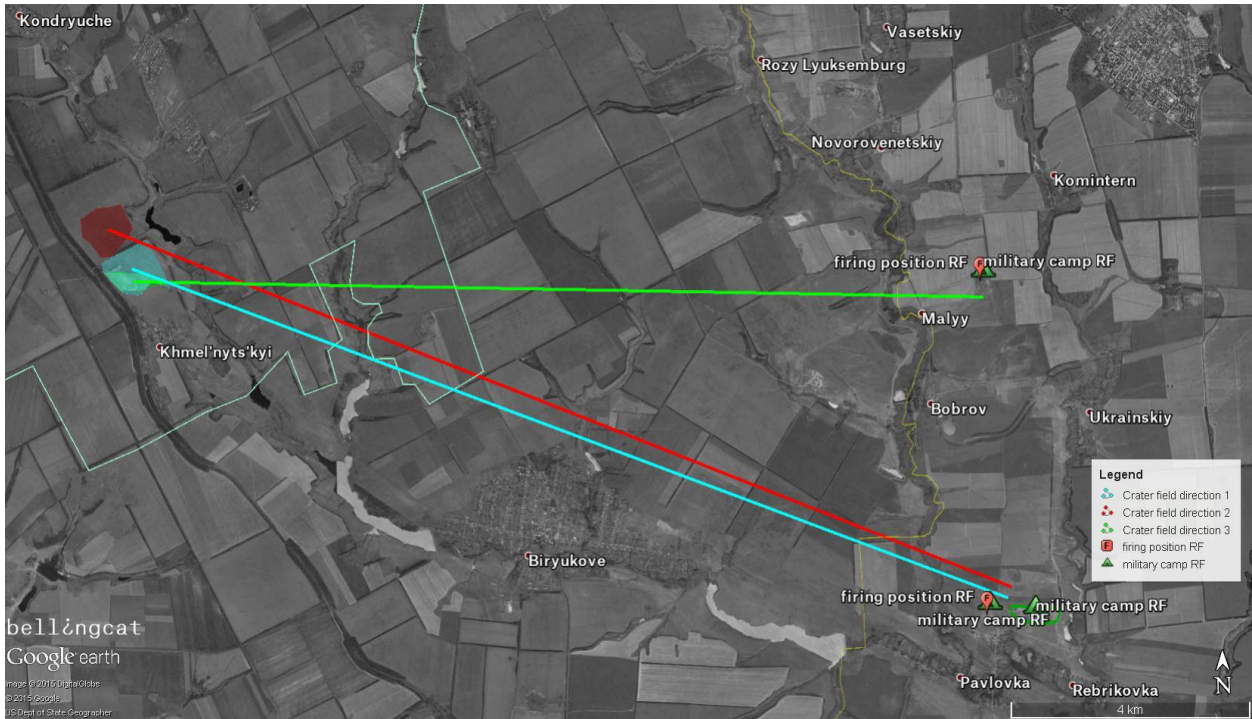 Kondryuche
Vasetskiy
Rozy Lyuksemburg
Novorovenetskiy
Komintern
firing position RF
military camp RF
Malyy
Khmel'nyts'kyi
Bobrov
Ukrainskiy
Legend
Crater field direction 1
Crater field direction 2
Crater field direction 3
F firing position RF
military camp RF
Biryukove
firing position RF
F
military camp RF
military camp RF
bellingcat
Google earth
Image © 2015 DigitalGlobe
© 2015 Google
US Dept of State Geographer
Pavlovka
Rebrikovka
N
4 km